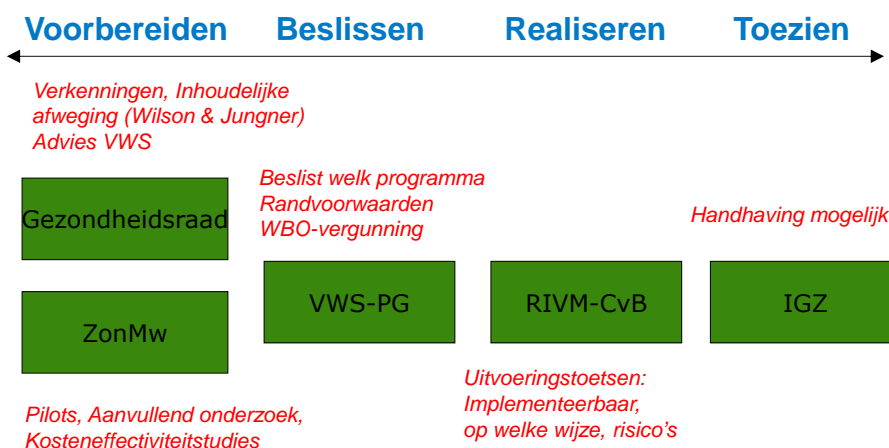 Voorbereiden Beslissen Realiseren Toezien
Verkenningen, Inhoudelijke
afweging (Wilson & Jungner)
Advies VWS
Gezondheidsraad
ZonMw
Pilots, Aanvullend onderzoek,
Kosteneffectiviteitstudies
Beslist welk programma
Randvoorwaarden
WBO-vergunning
VWS-PG
RIVM-CvB
Uitvoeringstoetsen:
Implementeerbaar,
op welke wijze, risico's
Handhaving mogelijk
IGZ